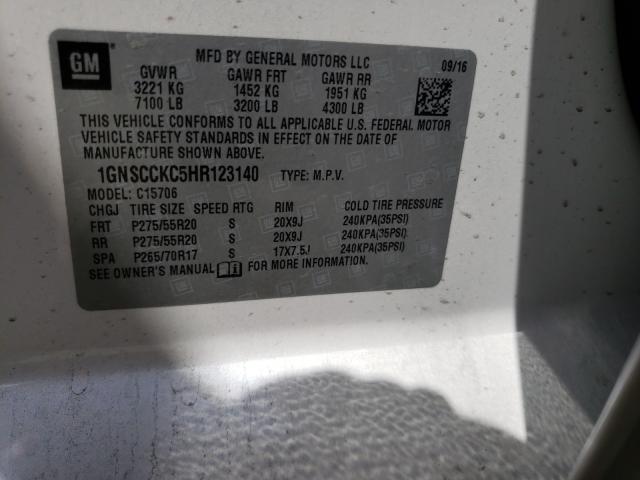 GM
MFD BY GENERAL MOTORS LLC 09/16
GVWR GAWR FRT GAWR RR
3221 KG 1452 KG 1951 KG
7100 LB 3200 LB 4300 LB
THIS VEHICLE CONFORMS TO ALL APPLICABLE U.S. FEDERAL MOTOR
VEHICLE SAFETY STANDARDS IN EFFECT ON THE DATE OF
MANUFACTURE SHOWN ABOVE.
1GNSCCKC5HR123140 TYPE: M.P.V.
MODEL: C15706
CHGJ TIRE SIZE SPEED RTG RIM COLD TIRE PRESSURE
FRT P275/55R20 S 20X9J 240KPA(35PSI)
RR P275/55R20 S 20X9J 240KPA(35PSI)
SPA P265/70R17 S 17X7.5J 240KPA(35PSI)
SEE OWNER'S MANUAL FOR MORE INFORMATION.